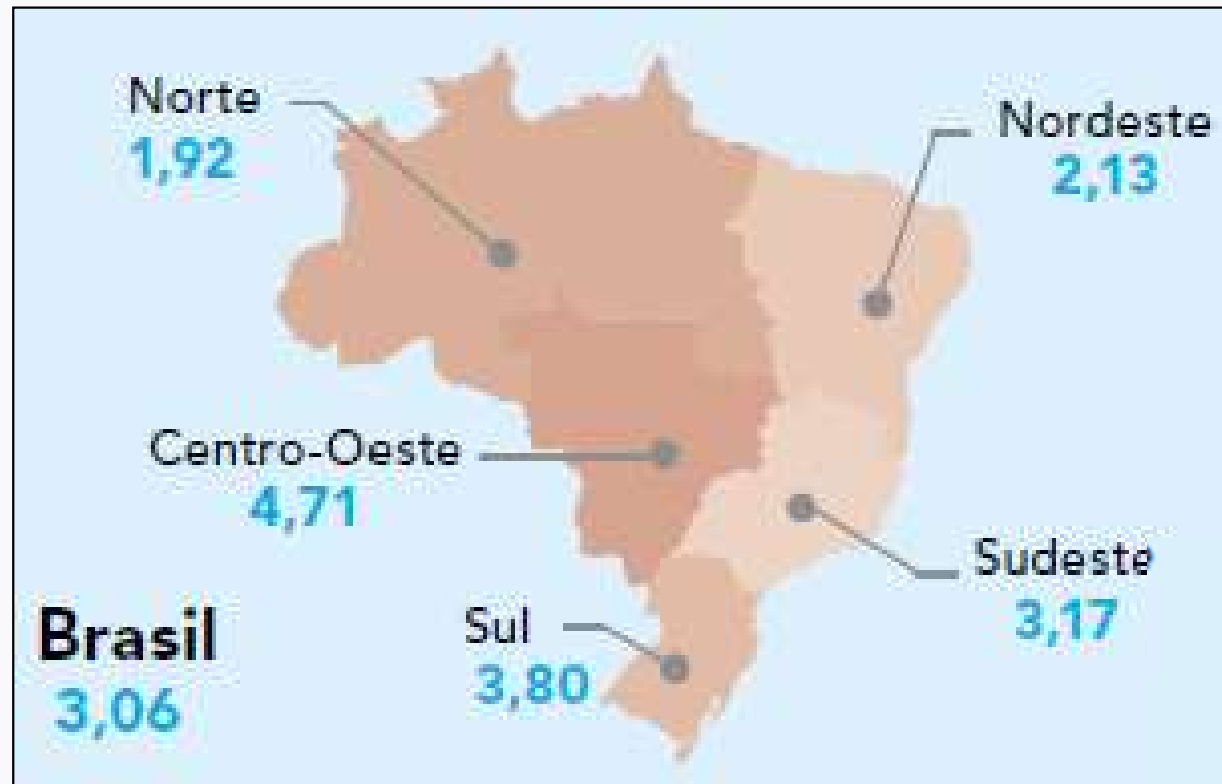 Norte
1,92
Nordeste
2,13
Centro-Oeste
4,71
Sudeste
3,17
Sul
3,80
Brasil
3,06